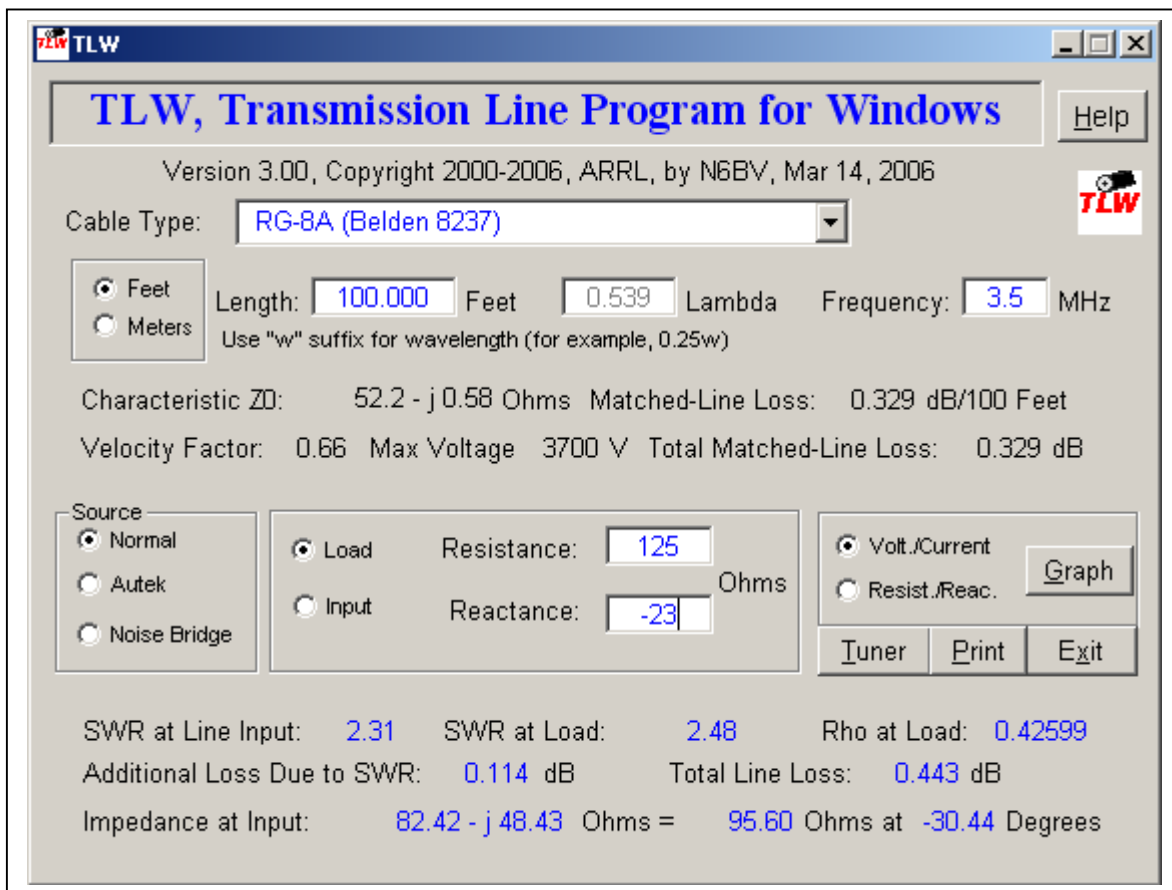 TLW TLW
TLW, Transmission Line Program for Windows Help
Version 3.00, Copyright 2000-2006, ARRL, by N6BV, Mar 14, 2006
TLW
Cable Type: RG-8A (Belden 8237)
Feet
Meters
Length: 100.000 Feet 0.539 Lambda Frequency: 3.5 MHz
Use "w" suffix for wavelength (for example, 0.25w)
Characteristic Z0: 52.2 - j 0.58 Ohms Matched-Line Loss: 0.329 dB/100 Feet
Velocity Factor: 0.66 Max Voltage 3700 V Total Matched-Line Loss: 0.329 dB
Source
Normal
Autek
Noise Bridge
Load
Input
Resistance: 125
Ohms
Reactance: -23
Volt./Current
Resist./Reac.
Graph
Tuner Print Exit
SWR at Line Input: 2.31 SWR at Load: 2.48 Rho at Load: 0.42599
Additional Loss Due to SWR: 0.114 dB Total Line Loss: 0.443 dB
Impedance at Input: 82.42 - j 48.43 Ohms = 95.60 Ohms at -30.44 Degrees